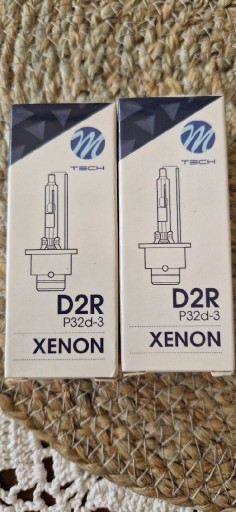 M
TECH
D2R
P32d-3
XENON
M
TECH
D2R
P32d-3
XENON